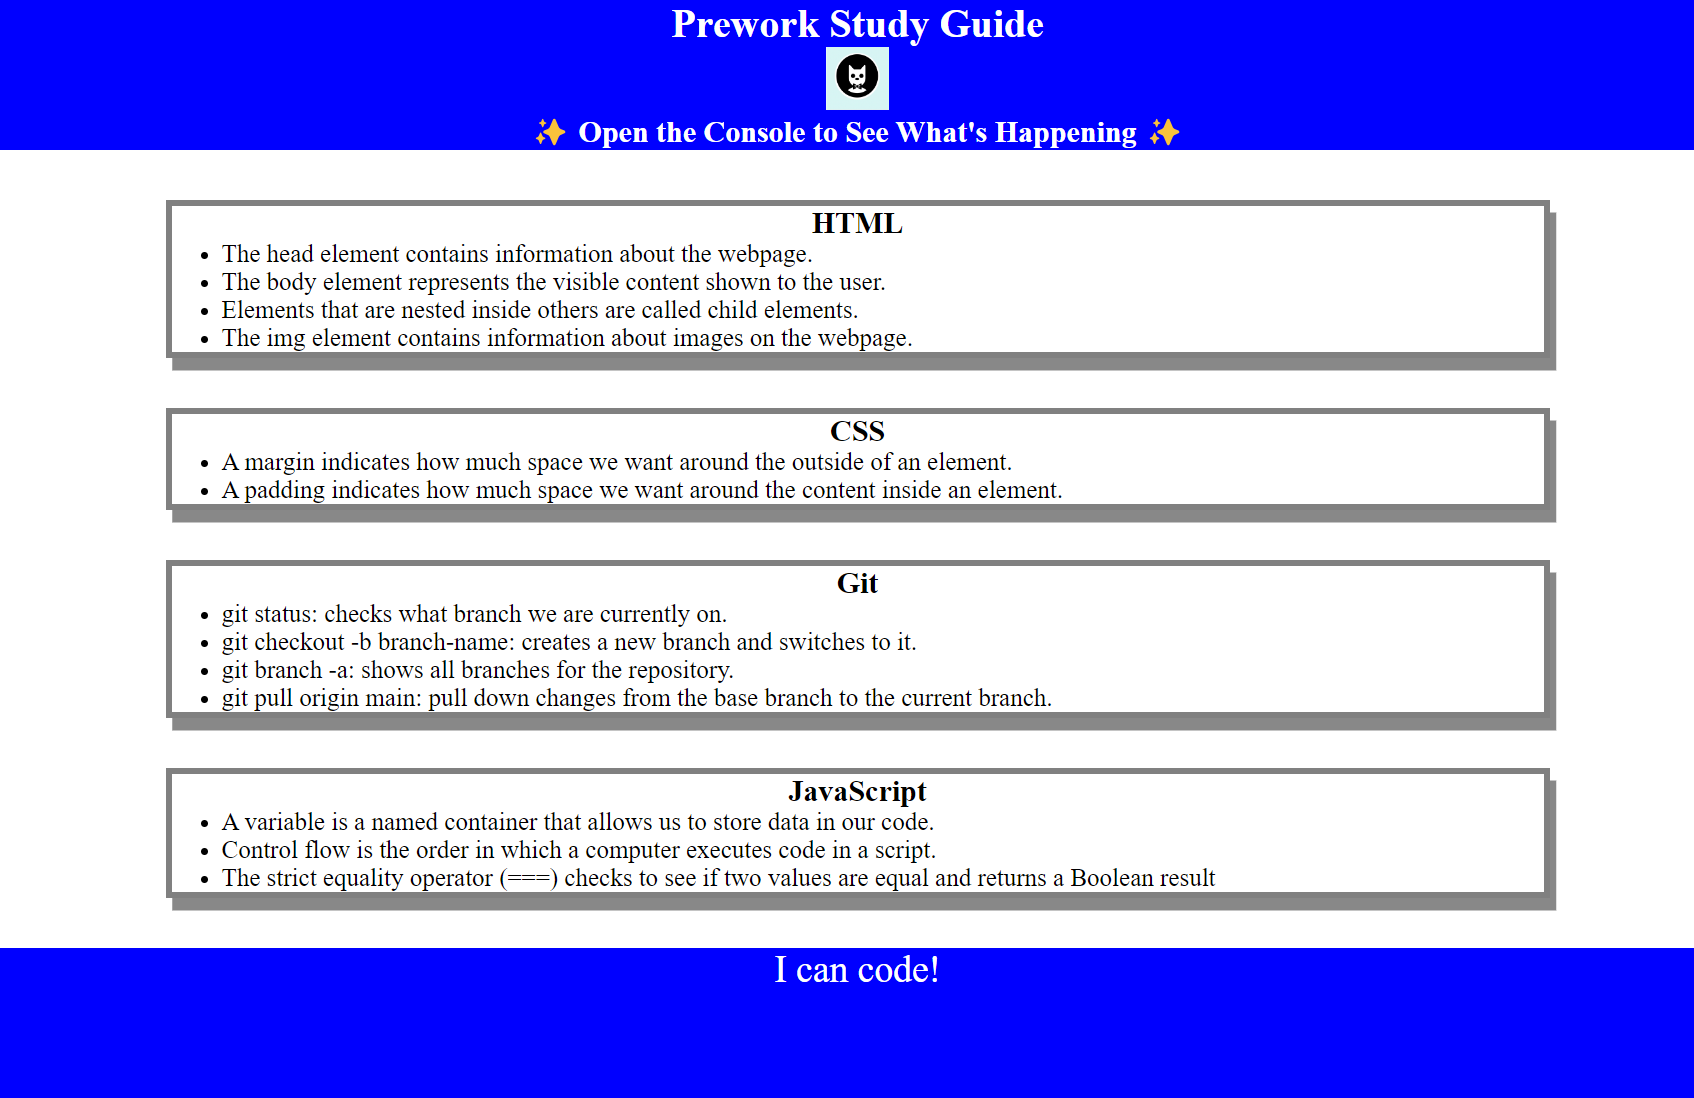 Prework Study Guide
✨ Open the Console to See What's Happening ✨
HTML
• The head element contains information about the webpage.
• The body element represents the visible content shown to the user.
• Elements that are nested inside others are called child elements.
• The img element contains information about images on the webpage.
CSS
• A margin indicates how much space we want around the outside of an element.
• A padding indicates how much space we want around the content inside an element.
Git
• git status: checks what branch we are currently on.
• git checkout -b branch-name: creates a new branch and switches to it.
• git branch -a: shows all branches for the repository.
• git pull origin main: pull down changes from the base branch to the current branch.
JavaScript
• A variable is a named container that allows us to store data in our code.
• Control flow is the order in which a computer executes code in a script.
• The strict equality operator (===) checks to see if two values are equal and returns a Boolean result
I can code!